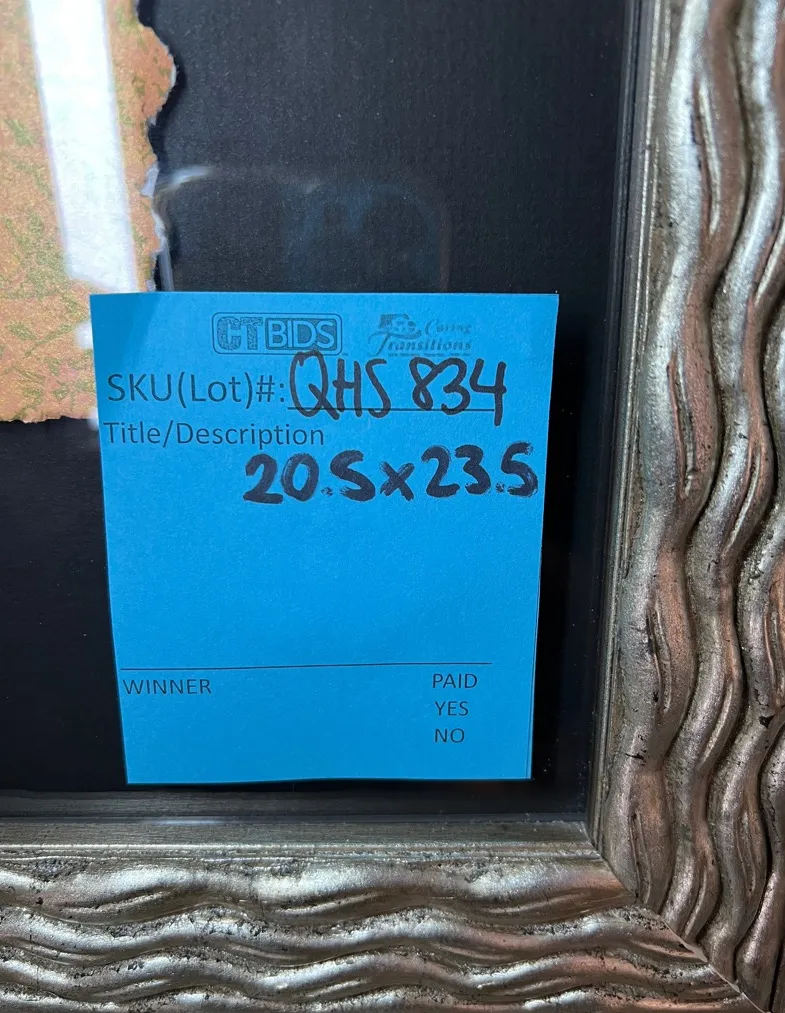 CTBIDS Caring
Transitions
SKU(Lot)#: QHS 834
Title/Description
20.5x23.5
WINNER PAID
YES
NO